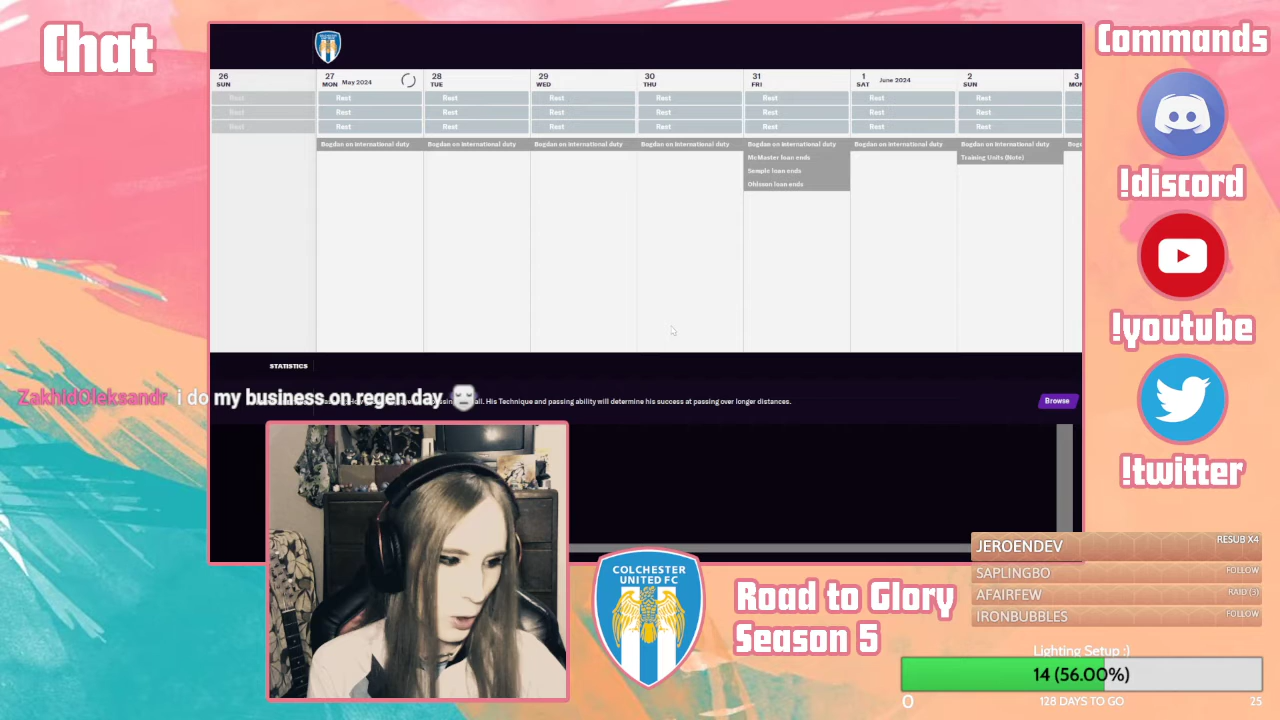 Chat
Commands
26
SUN
27
MON May 2024
28
TUE
29
WED
30
THU
31
FRI
1
SAT June 2024
2
SUN
3
Rest Rest Rest Rest Rest Rest Rest Rest
Rest Rest Rest Rest Rest Rest Rest Rest
Rest Rest Rest Rest Rest Rest Rest Rest
Bogdan on international duty Bogdan on international duty Bogdan on international duty Bogdan on international duty Bogdan on international duty Bogdan on international duty Bogdan on international duty
McMaster loan ends Training Units (Note)
Semple loan ends
Ohlsson loan ends
!discord
!youtube
!twitter
STATISTICS
ZakhidOleksandr i do my business on regen day
all. His Technique and passing ability will determine his success at passing over longer distances.
Browse
JEROENDEV RESUB X4
SAPLINGBO FOLLOW
AFAIRFEW RAID (3)
IRONBUBBLES FOLLOW
COLCHESTER
UNITED FC
Road to Glory
Season 5
Lighting Setup :)
14 (56.00%)
0 128 DAYS TO GO 25